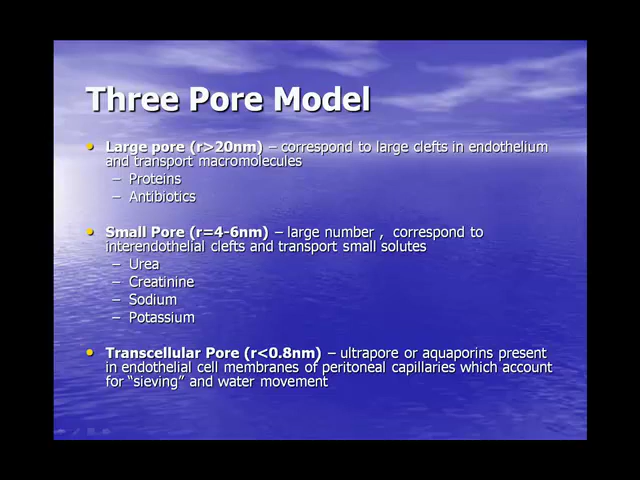 Three Pore Model
• Large pore (r>20nm) – correspond to large clefts in endothelium
and transport macromolecules
– Proteins
– Antibiotics
• Small Pore (r=4-6nm) – large number , correspond to
interendothelial clefts and transport small solutes
– Urea
– Creatinine
– Sodium
– Potassium
• Transcellular Pore (r<0.8nm) – ultrapore or aquaporins present
in endothelial cell membranes of peritoneal capillaries which account
for “sieving” and water movement